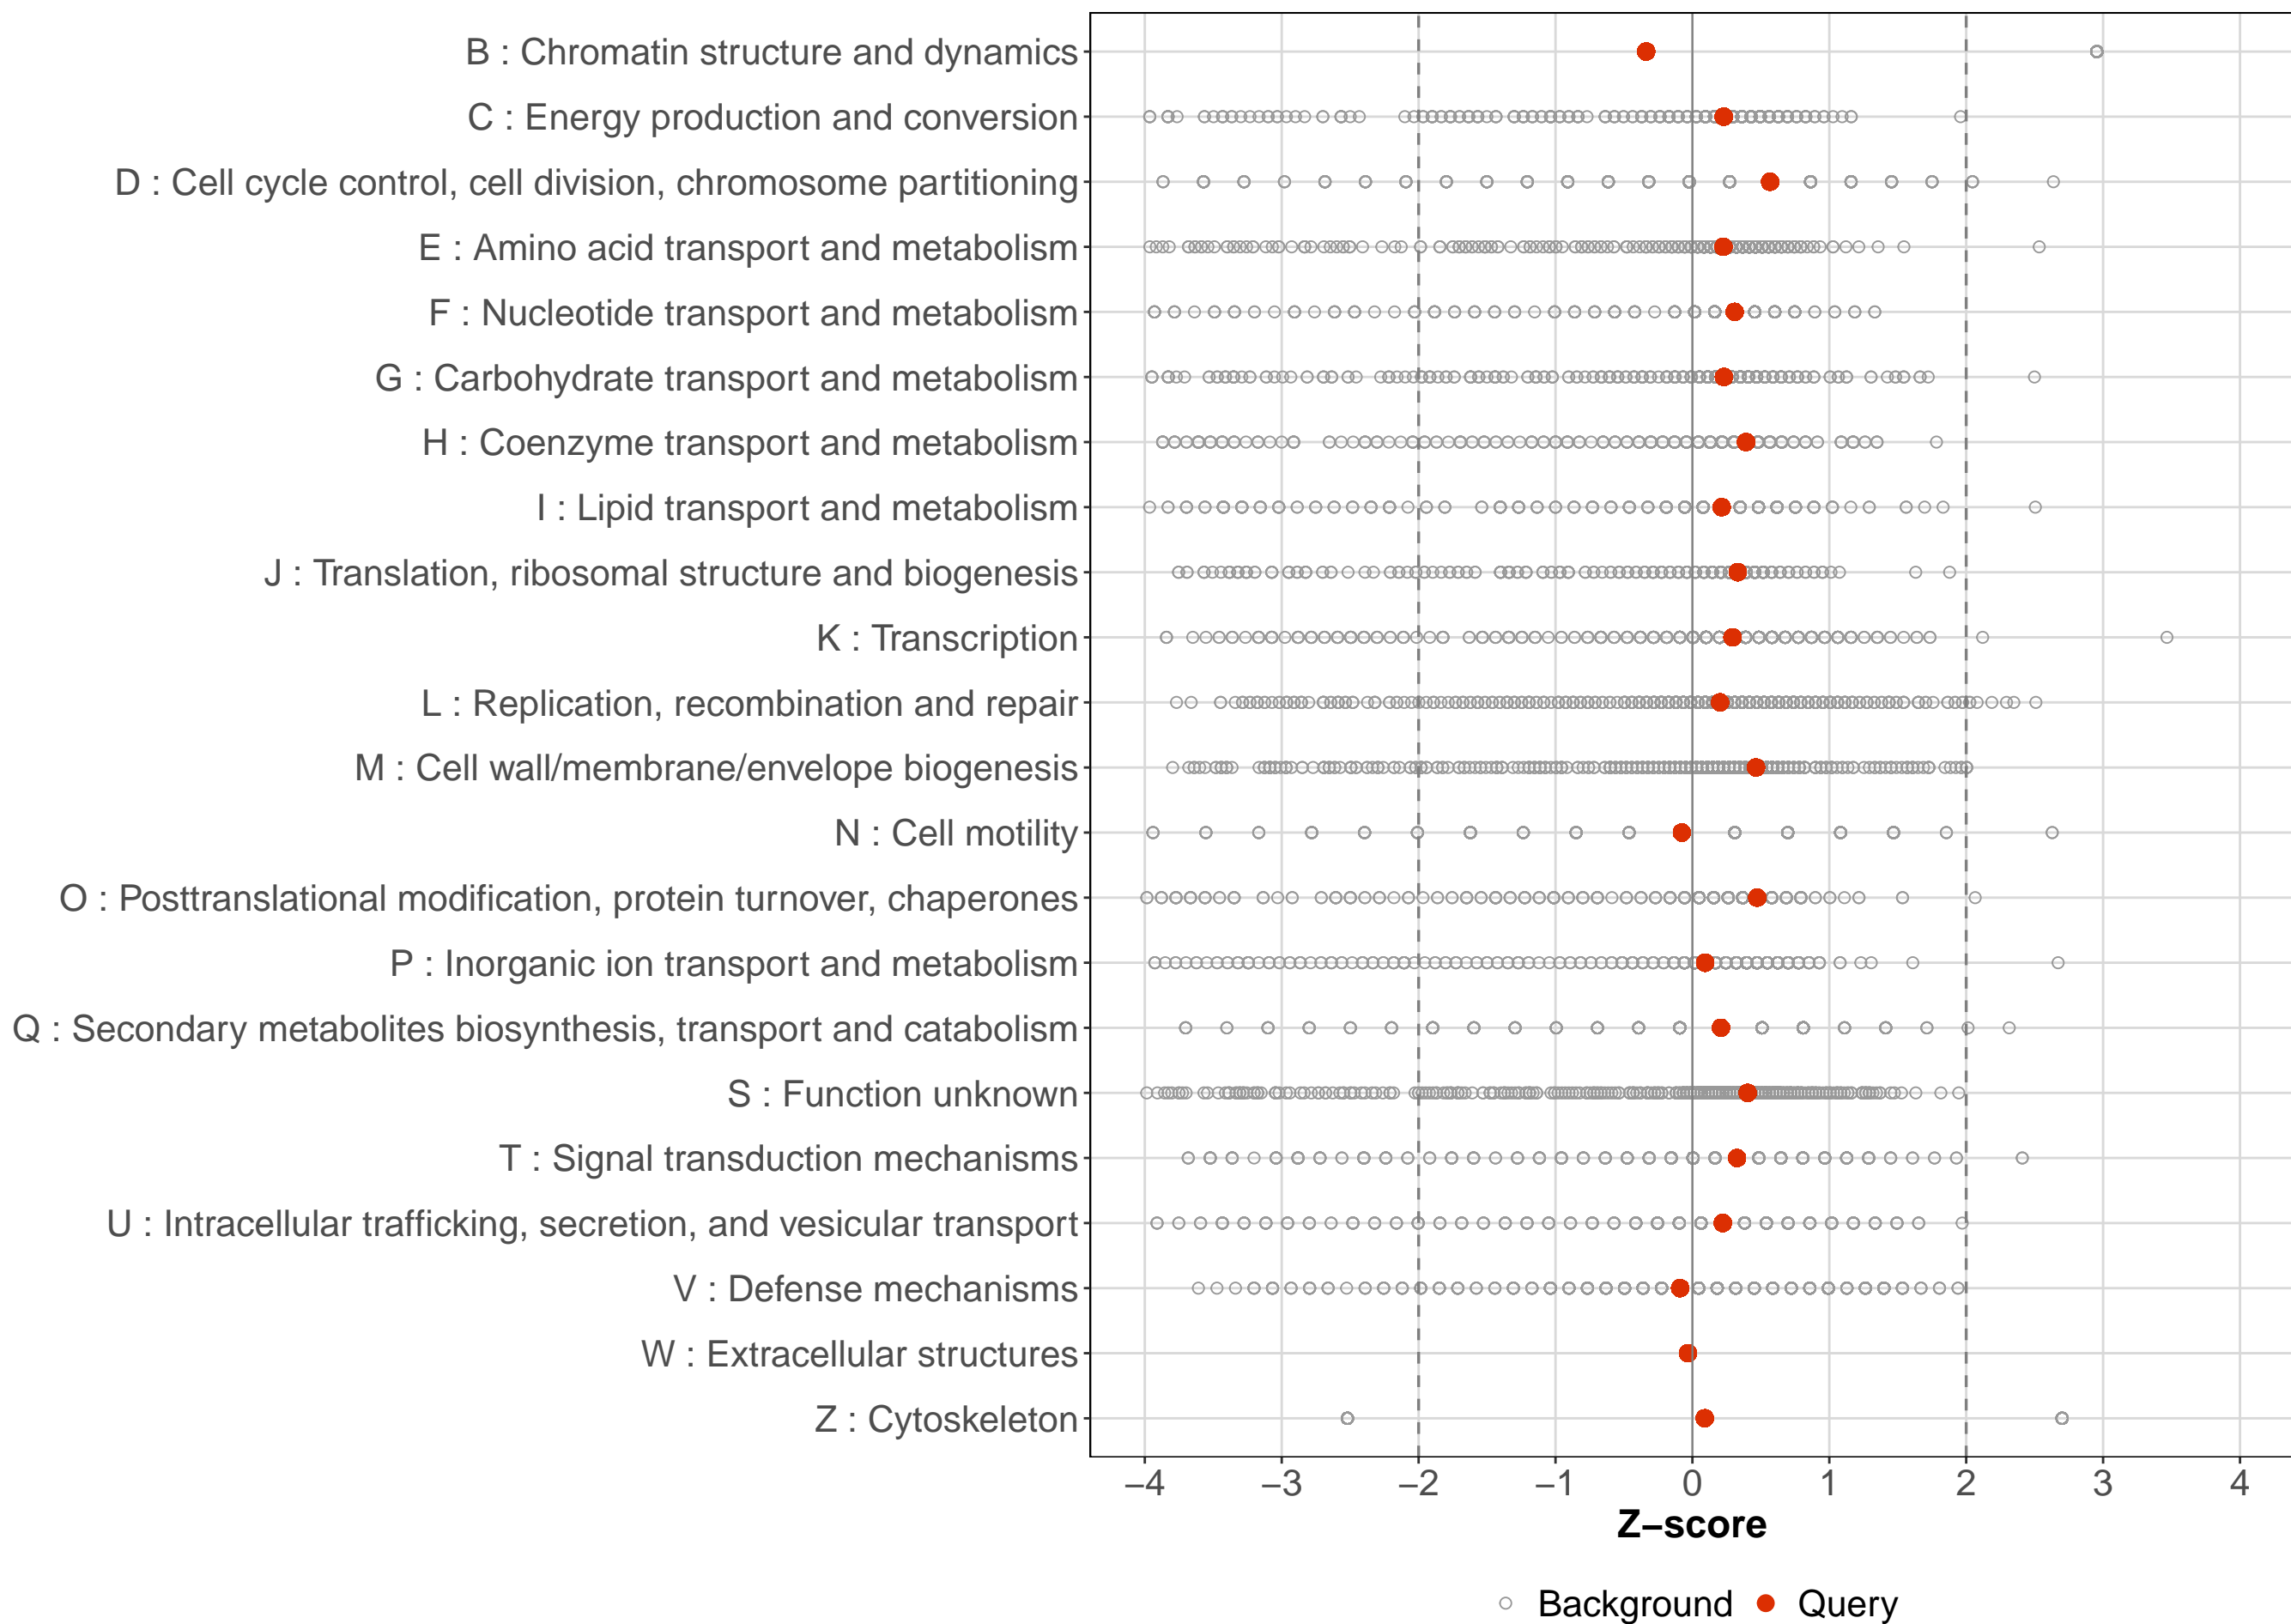 B : Chromatin structure and dynamics
C : Energy production and conversion
D : Cell cycle control, cell division, chromosome partitioning
E : Amino acid transport and metabolism
F : Nucleotide transport and metabolism
G : Carbohydrate transport and metabolism
H : Coenzyme transport and metabolism
I : Lipid transport and metabolism
J : Translation, ribosomal structure and biogenesis
K : Transcription
L : Replication, recombination and repair
M : Cell wall/membrane/envelope biogenesis
N : Cell motility
O : Posttranslational modification, protein turnover, chaperones
P : Inorganic ion transport and metabolism
Q : Secondary metabolites biosynthesis, transport and catabolism
S : Function unknown
T : Signal transduction mechanisms
U : Intracellular trafficking, secretion, and vesicular transport
V : Defense mechanisms
W : Extracellular structures
Z : Cytoskeleton
−4 −3 −2 −1 0 1 2 3 4
Z−score
Background Query